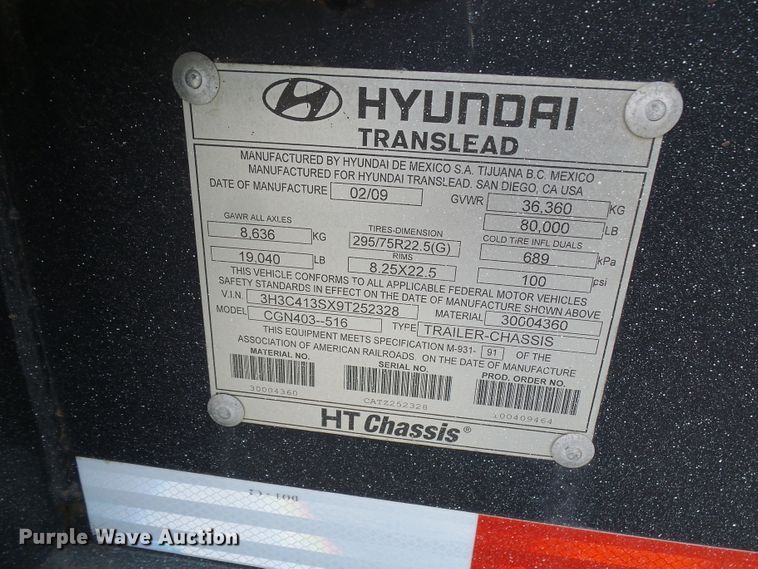 HYUNDAI
TRANSLEAD
MANUFACTURED BY HYUNDAI DE MEXICO S.A. TIJUANA B.C. MEXICO
MANUFACTURED FOR HYUNDAI TRANSLEAD. SAN DIEGO, CA USA
DATE OF MANUFACTURE 02/09 GVWR 36,360 KG
80,000 LB
GAWR ALL AXLES TIRES-DIMENSION COLD TIRE INFL DUALS
8,636 KG 295/75R22.5(G) 689 kPa
RIMS
19.040 LB 8.25X22.5 100 psi
THIS VEHICLE CONFORMS TO ALL APPLICABLE FEDERAL MOTOR VEHICLES
SAFETY STANDARDS IN EFFECT ON THE DATE OF MANUFACTURE SHOWN ABOVE
V.I.N. 3H3C413SX9T252328 MATERIAL 30004360
MODEL CGN403--516 TYPE TRAILER-CHASSIS
THIS EQUIPMENT MEETS SPECIFICATION M-931- 91 OF THE
ASSOCIATION OF AMERICAN RAILROADS. ON THE DATE OF MANUFACTURE
MATERIAL NO. SERIAL NO. PROD. ORDER NO.
30004360 CATZ252328 100409464
HT Chassis®
DOT-C2
Purple Wave Auction